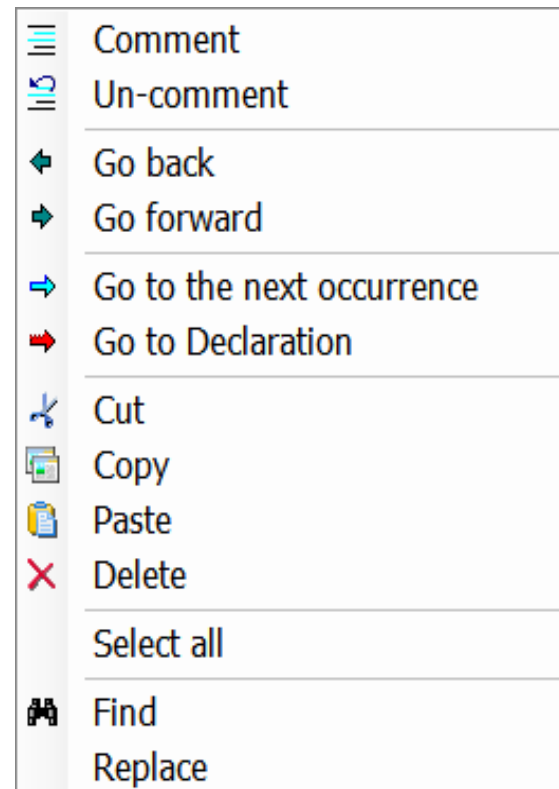 Comment
Un-comment
Go back
Go forward
Go to the next occurrence
Go to Declaration
Cut
Copy
Paste
Delete
Select all
Find
Replace